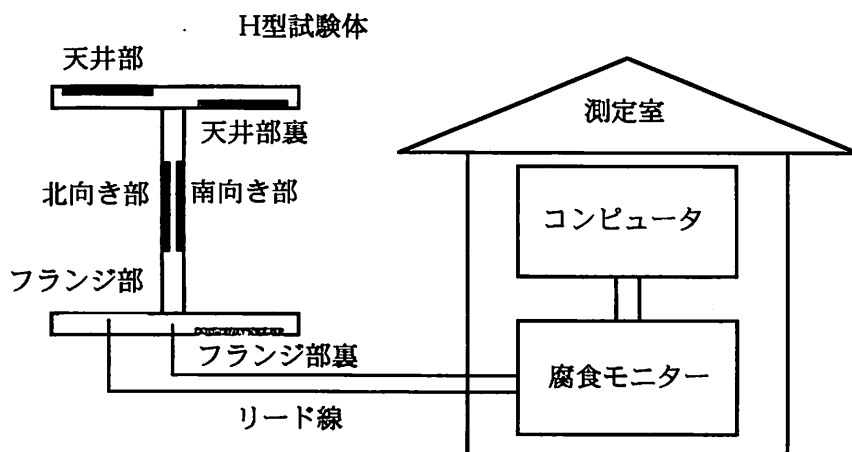 H型試験体
天井部
天井部裏
北向き部
南向き部
フランジ部
フランジ部裏
リード線
測定室
コンピュータ
腐食モニター